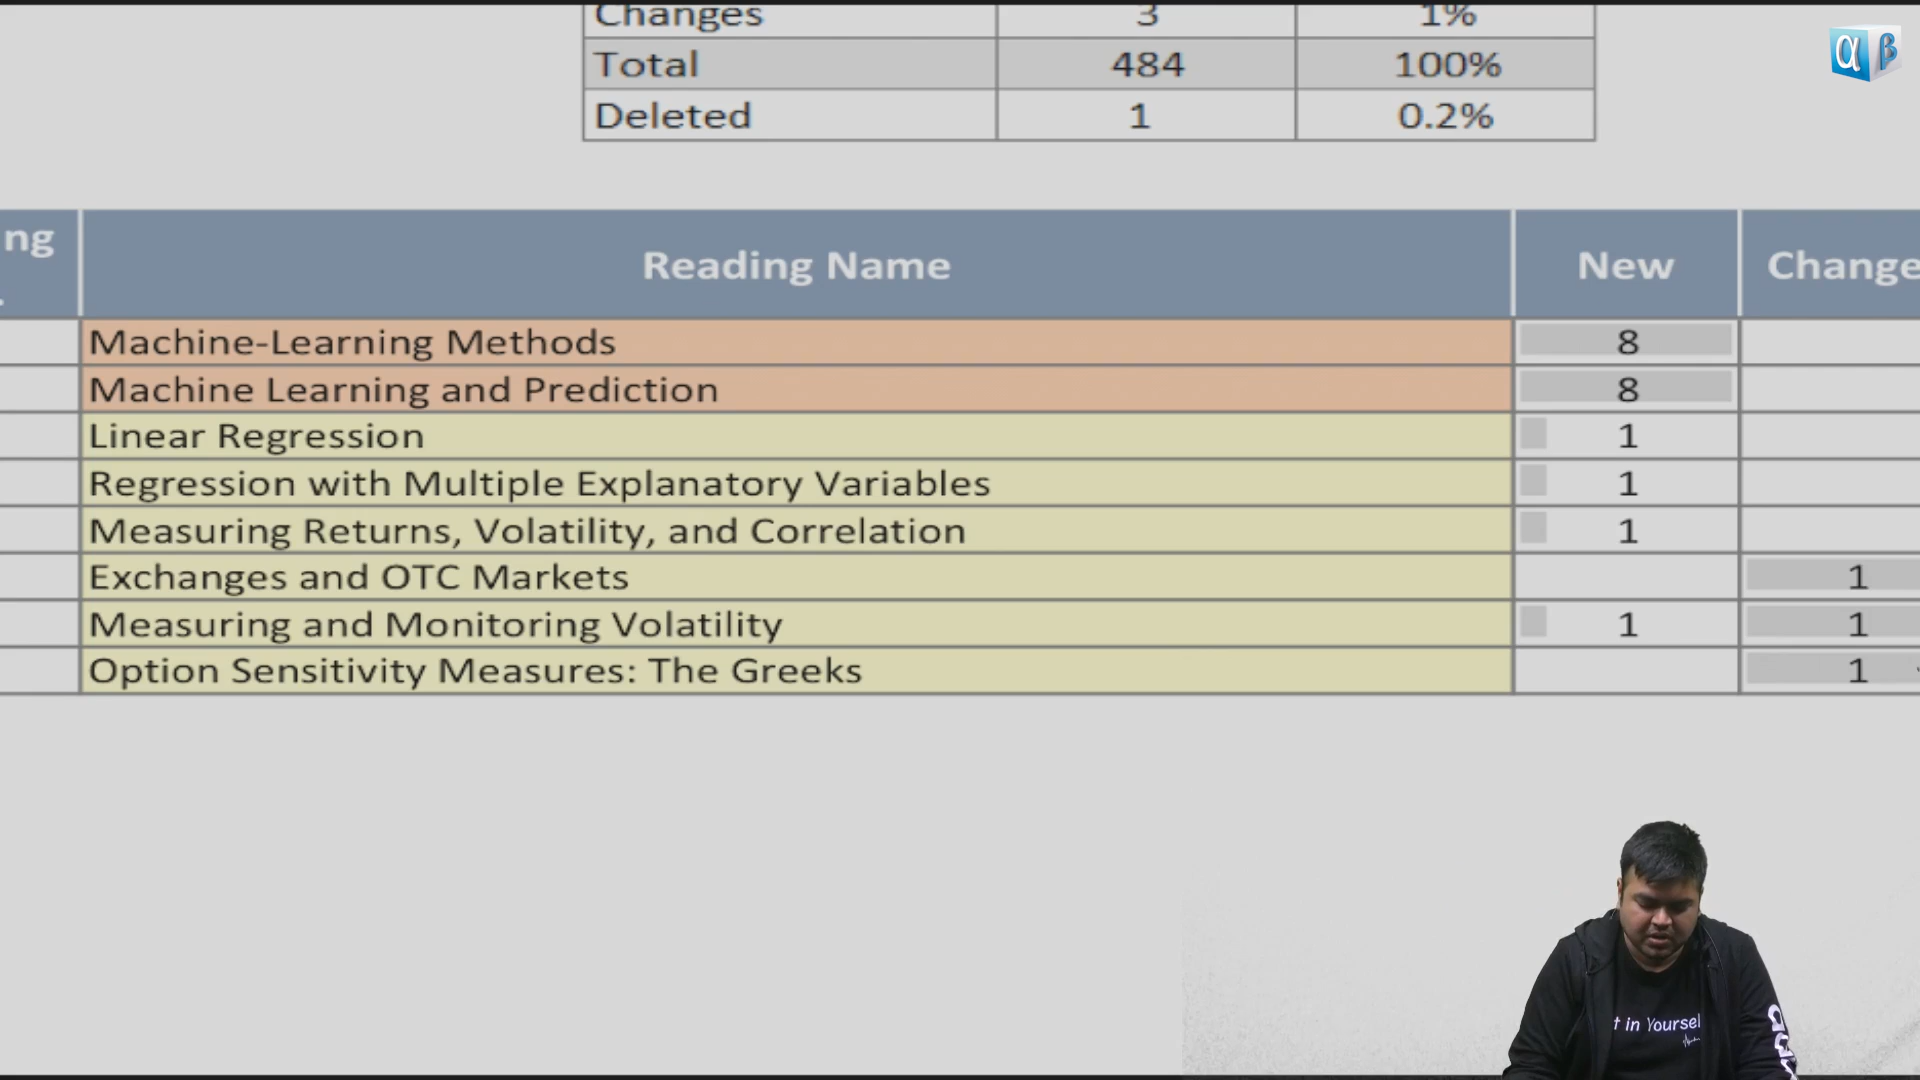 Changes 3 1%
Total 484 100%
Deleted 1 0.2%
α β
ng Reading Name New Change
Machine-Learning Methods 8
Machine Learning and Prediction 8
Linear Regression 1
Regression with Multiple Explanatory Variables 1
Measuring Returns, Volatility, and Correlation 1
Exchanges and OTC Markets 1
Measuring and Monitoring Volatility 1 1
Option Sensitivity Measures: The Greeks 1
t in Yoursel